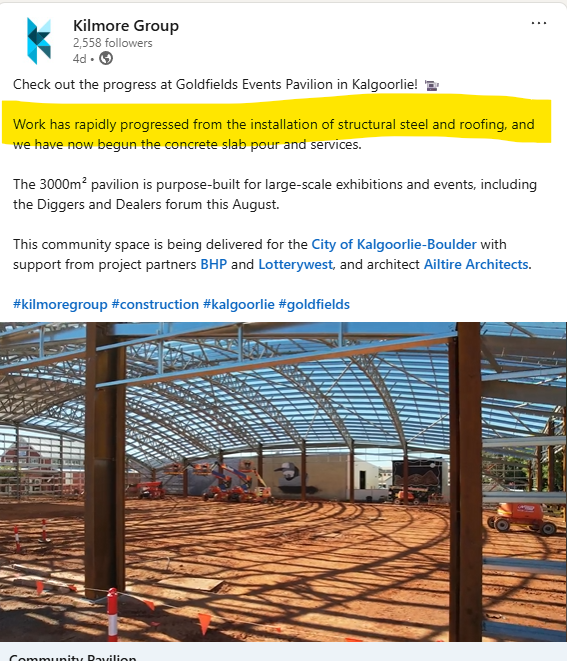 Kilmore Group
2,558 followers
4d •
Check out the progress at Goldfields Events Pavilion in Kalgoorlie!
Work has rapidly progressed from the installation of structural steel and roofing, and
we have now begun the concrete slab pour and services.
The 3000m² pavilion is purpose-built for large-scale exhibitions and events, including
the Diggers and Dealers forum this August.
This community space is being delivered for the City of Kalgoorlie-Boulder with
support from project partners BHP and Lotterywest, and architect Ailtire Architects.
#kilmoregroup #construction #kalgoorlie #goldfields
Community Pavilion